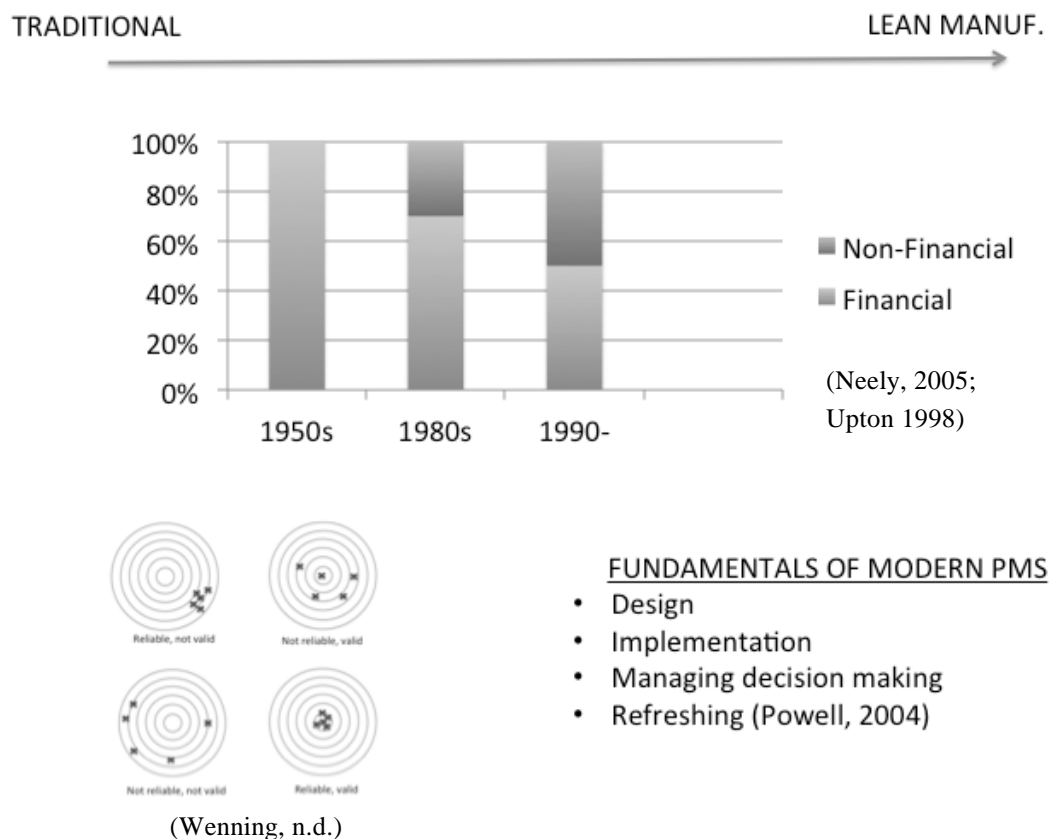 TRADITIONAL
LEAN MANUF.
100%
80%
60%
40%
20%
0%
1950s
1980s
1990-
Non-Financial
Financial
(Neely, 2005;
Upton 1998)
Reliable, not valid
Not reliable, valid
Not reliable, not valid
Reliable, valid
(Wenning, n.d.)
FUNDAMENTALS OF MODERN PMS
• Design
• Implementation
• Managing decision making
• Refreshing (Powell, 2004)